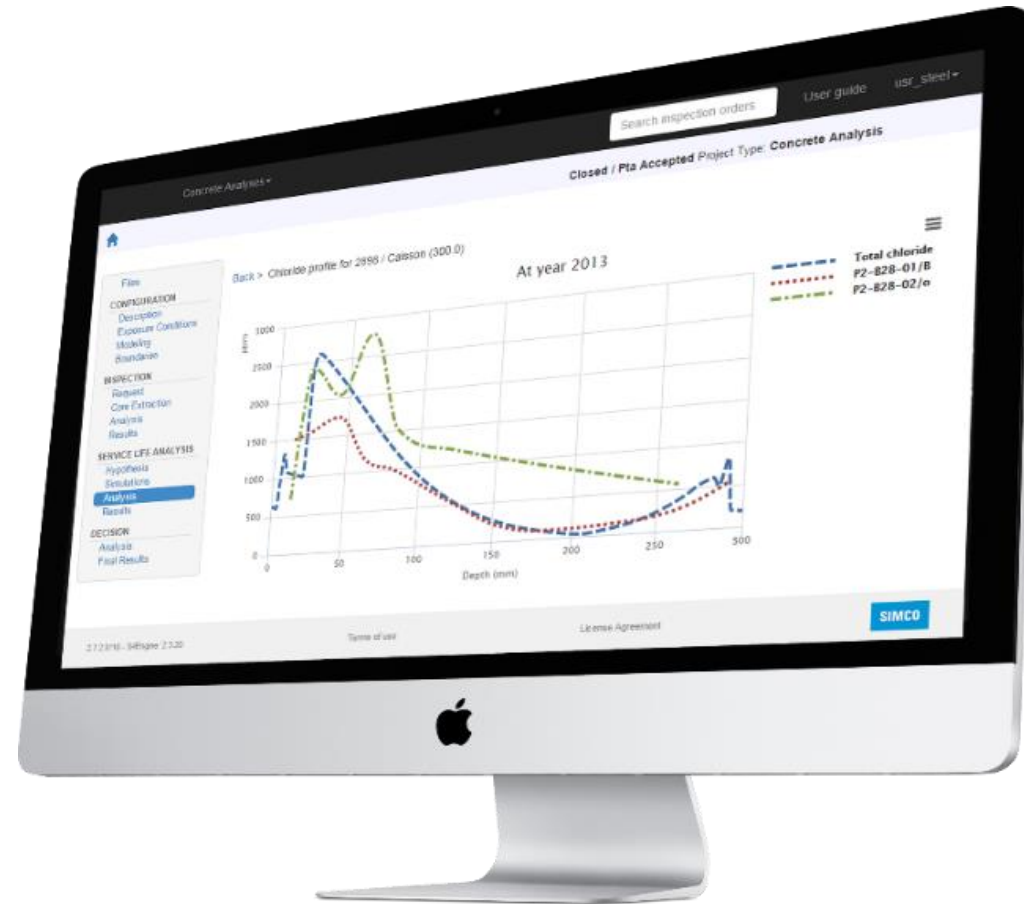 Search inspection orders
User guide
usr_steel
Concrete Analyses
Closed / Pta Accepted Project Type: Concrete Analysis
Back > Chloride profile for 2898 / Caisson (300.0)
Files
CONFIGURATION
Description
Exposure Conditions
Modeling
Boundaries
INSPECTION
Request
Core Extraction
Analysis
Results
SERVICE LIFE ANALYSIS
Hypothesis
Simulations
Analysis
Results
DECISION
Analysis
Final Results
At year 2013
Total chloride
P2-B28-01/B
P2-B28-02/o
3000
2500
2000
1500
1000
500
0
0 50 100 150 200 250 300
Depth (mm)
Terms of use
License Agreement
SIMCO